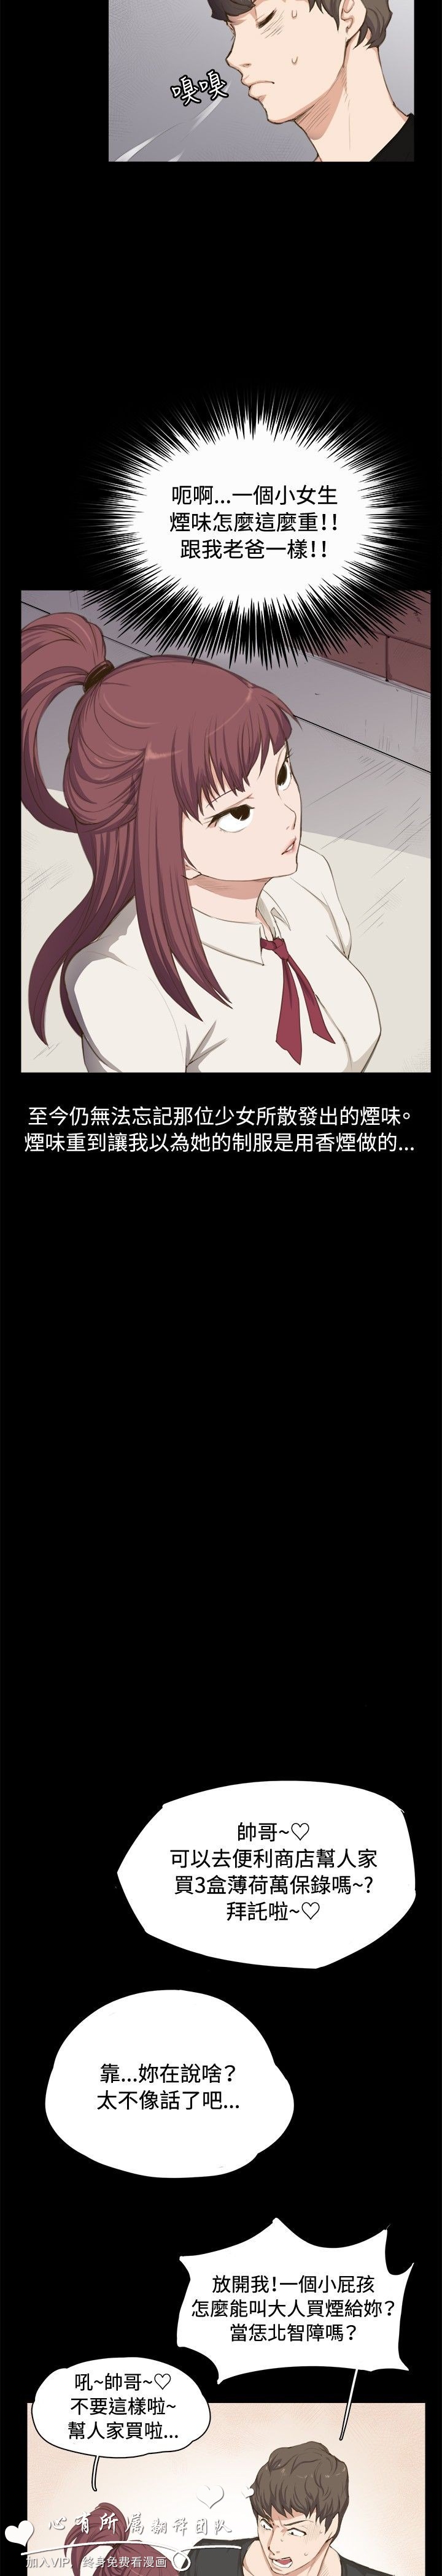 嗅嗅
呃啊...一個小女生
煙味怎麼這麼重!!
跟我老爸一樣!!
至今仍無法忘記那位少女所散發出的煙味。
煙味重到讓我以為她的制服是用香煙做的...
帥哥~♡
可以去便利商店幫人家
買3盒薄荷萬保錄嗎~?
拜託啦~♡
靠...妳在說啥?
太不像話了吧...
放開我!一個小屁孩
怎麼能叫大人買煙給妳?
當恁北智障嗎?
吼~帥哥~♡
不要這樣啦~
幫人家買啦...
心有所属翻译团队
加入VIP，终身免费看漫画